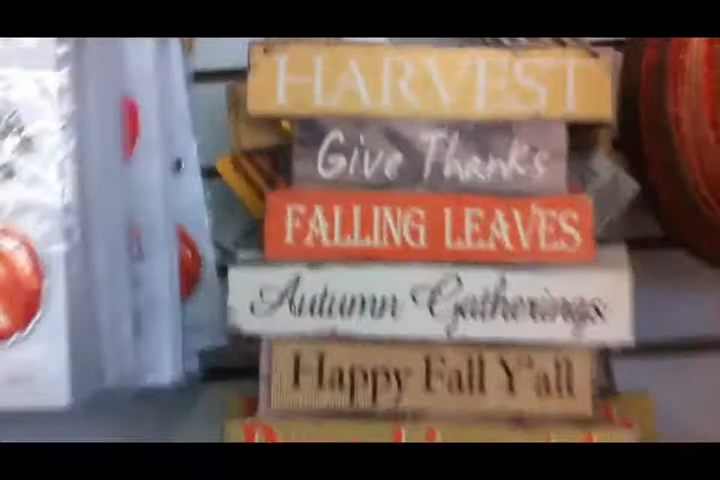 HARVEST
Give Thanks
FALLING LEAVES
Autumn Gatherings
Happy Fall Y'all